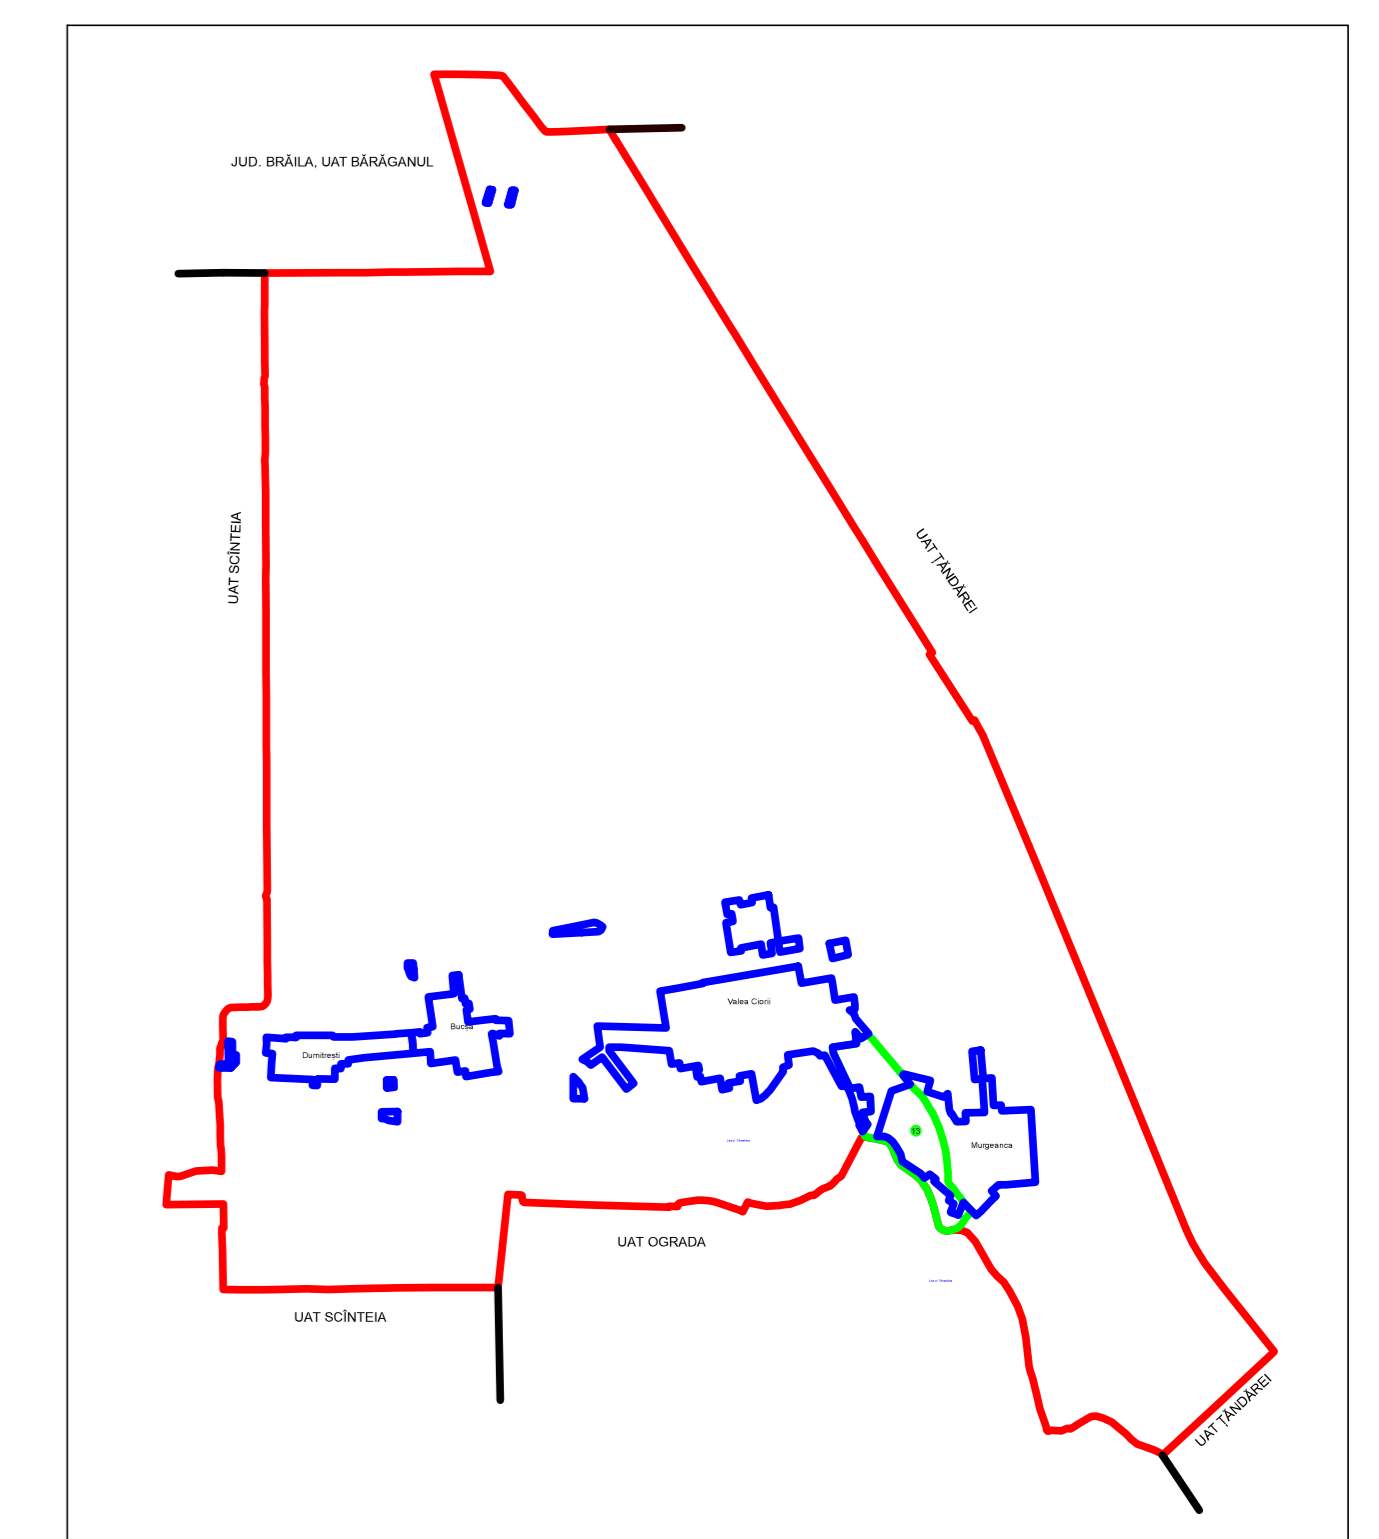 JUD. BRĂILA, UAT BĂRĂGANUL
UAT SCÎNTEIA
UAT ȚĂNDĂREI
Valea Ciorii
Bucșa
Dumitrești
13
Murgeanca
UAT OGRADA
UAT SCÎNTEIA
UAT ȚĂNDĂREI